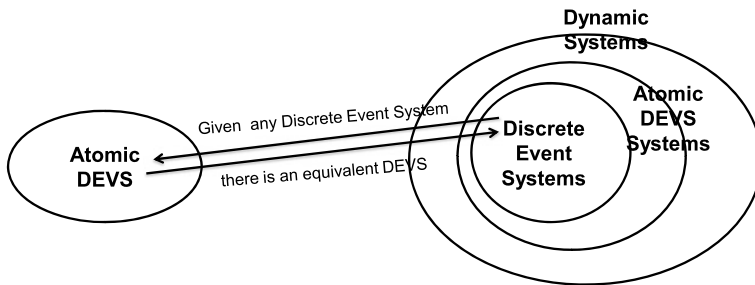 Dynamic
Systems
Given any Discrete Event System
Atomic
DEVS
Systems
Discrete
Event
Systems
Atomic
DEVS
there is an equivalent DEVS